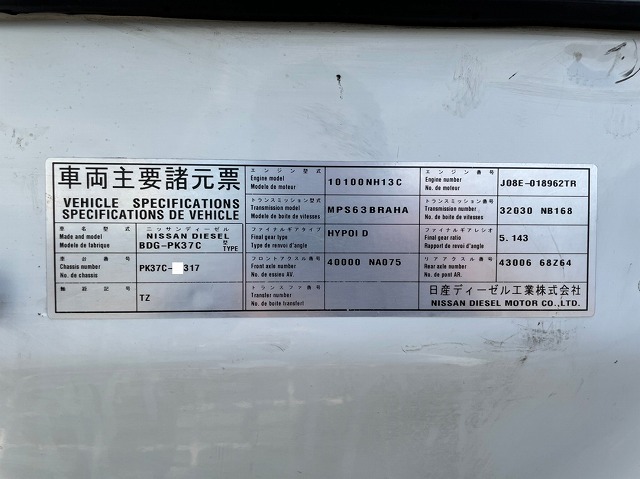 車両主要諸元票
VEHICLE SPECIFICATIONS
SPECIFICATIONS DE VEHICLE
車名型式
Made and model
Modele de fabrique
ニッサンディーゼル
NISSAN DIESEL
BDG-PK37C 型 TYPE
車台番号
Chassis number
No. de chassis
PK37C- 317
TZ
エンジン型式
Engine model
Modele de moteur
10100NH13C
トランスミッション型式
Transmission model
Modele de boite de vitesses
MPS63BRAHA
ファイナルギアタイプ
Final gear type
Type de renvoi d'angle
HYPOID
フロントアクスル番号
Front axle number
No. de essieu AV.
40000 NA075
トランスファ番号
Transfer number
No. de boite transfert
エンジン番号
Engine number
No. de moteur
J08E-018962TR
トランスミッション番号
Transmission number
No. de boite de vitesses
32030 NB168
ファイナルギアレシオ
Final gear ratio
Rapport de renvoi d'angle
5.143
リアアクスル番号
Rear axle number
No. de pont AR.
43006 68Z64
日産ディーゼル工業株式会社
NISSAN DIESEL MOTOR CO.,LTD.